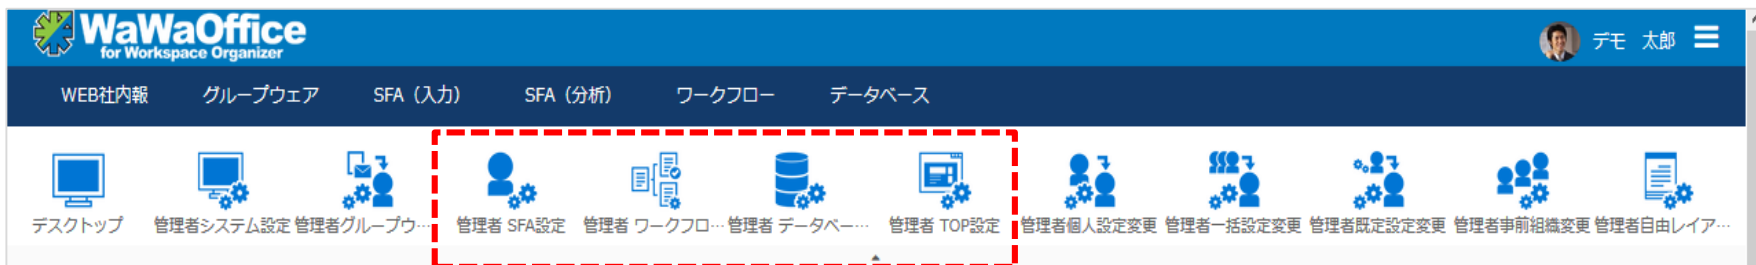 WaWaOffice
for Workspace Organizer
デモ 太郎
WEB社内報 グループウェア SFA（入力） SFA（分析） ワークフロー データベース
デスクトップ 管理者システム設定 管理者グループウ… 管理者 SFA設定 管理者 ワークフロ… 管理者 データベー… 管理者 TOP設定 管理者個人設定変更 管理者一括設定変更 管理者既定設定変更 管理者事前組織変更 管理者自由レイア…